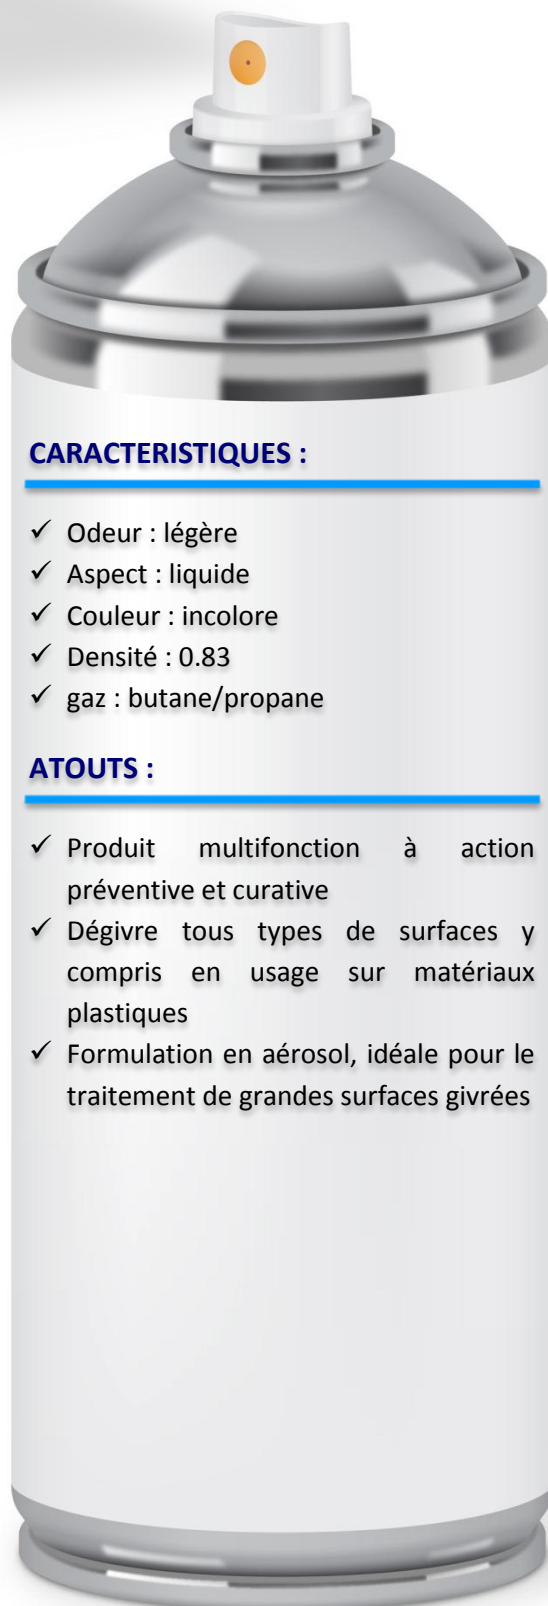 CARACTERISTIQUES :
✓ Odeur : légère
✓ Aspect : liquide
✓ Couleur : incolore
✓ Densité : 0.83
✓ gaz : butane/propane
ATOUTS :
✓ Produit multifonction à action
préventive et curative
✓ Dégivre tous types de surfaces y
compris en usage sur matériaux
plastiques
✓ Formulation en aérosol, idéale pour le
traitement de grandes surfaces givrées